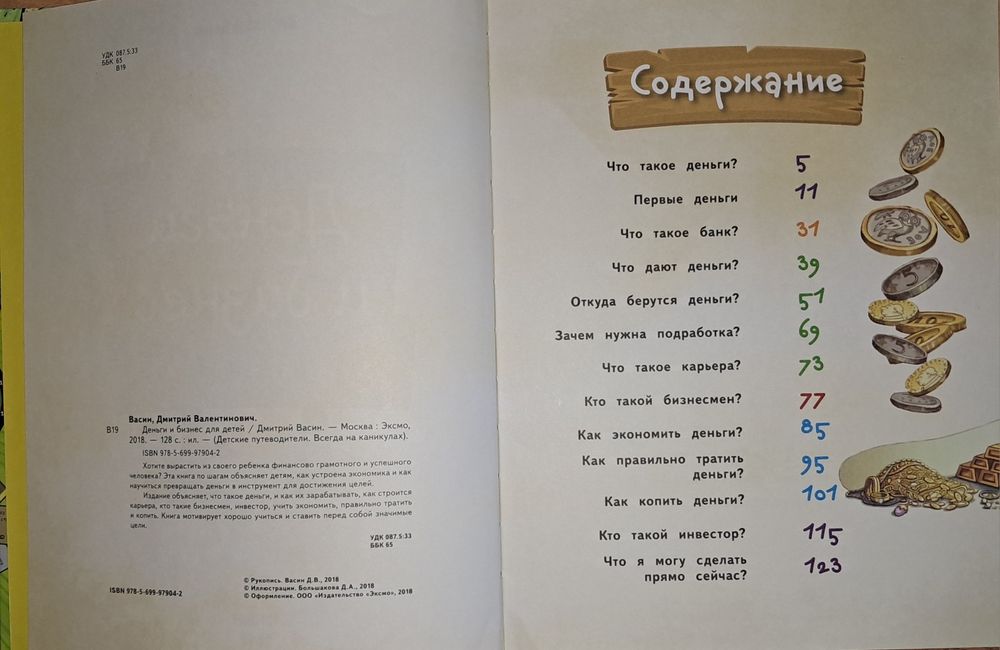 УДК 087.5:33
ББК 65
В19
Васин, Дмитрий Валентинович.
В19 Деньги и бизнес для детей / Дмитрий Васин. — Москва : Эксмо,
2018. — 128 с. : ил. — (Детские путеводители. Всегда на каникулах).
ISBN 978-5-699-97904-2
Хотите вырастить из своего ребенка финансово грамотного и успешного
человека? Эта книга по шагам объясняет детям, как устроена экономика и как
научиться превращать деньги в инструмент для достижения целей.
Издание объясняет, что такое деньги, и как их зарабатывать, как строится
карьера, кто такие бизнесмен, инвестор, учить экономить, правильно тратить
и копить. Книга мотивирует хорошо учиться и ставить перед собой значимые
цели.
УДК 087.5:33
ББК 65
ISBN 978-5-699-97904-2
© Рукопись. Васин Д.В., 2018
© Иллюстрации. Большакова Д.А., 2018
© Оформление. ООО «Издательство «Эксмо», 2018
Содержание
Что такое деньги? 5
Первые деньги 11
Что такое банк? 31
Что дают деньги? 39
Откуда берутся деньги? 51
Зачем нужна подработка? 69
Что такое карьера? 73
Кто такой бизнесмен? 77
Как экономить деньги? 85
Как правильно тратить
деньги? 95
Как копить деньги? 101
Кто такой инвестор? 115
Что я могу сделать
прямо сейчас? 123